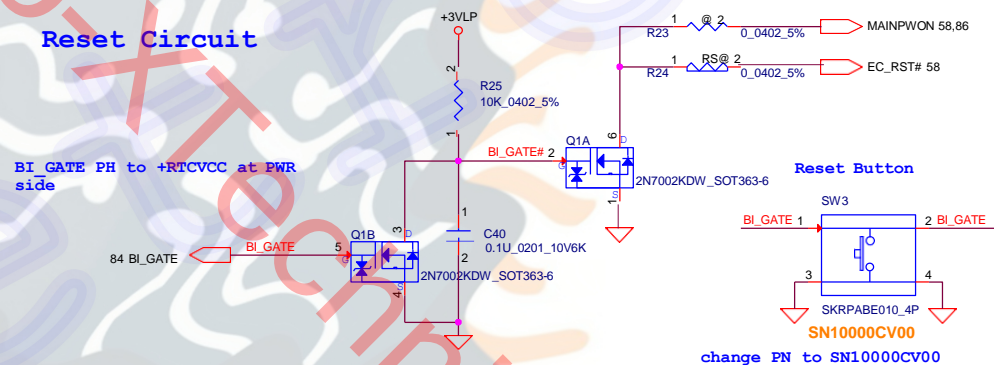 Reset Circuit
+3VLP
2
R25
10K_0402_5%
1
1 @ 2
R23 0_0402_5%
MAINPWON 58,86
1 RS@ 2
R24 0_0402_5%
EC_RST# 58
BI_GATE PH to +RTCVCC at PWR
side
BI_GATE# 2
Q1A
6
D
G
S
1
2N7002KDW_SOT363-6
84 BI_GATE
BI_GATE
5
Q1B
3
D
G
S
4
2N7002KDW_SOT363-6
1
C40
0.1U_0201_10V6K
2
Reset Button
SW3
BI_GATE 1
2 BI_GATE
3
4
SKRPABE010_4P
SN10000CV00
change PN to SN10000CV00